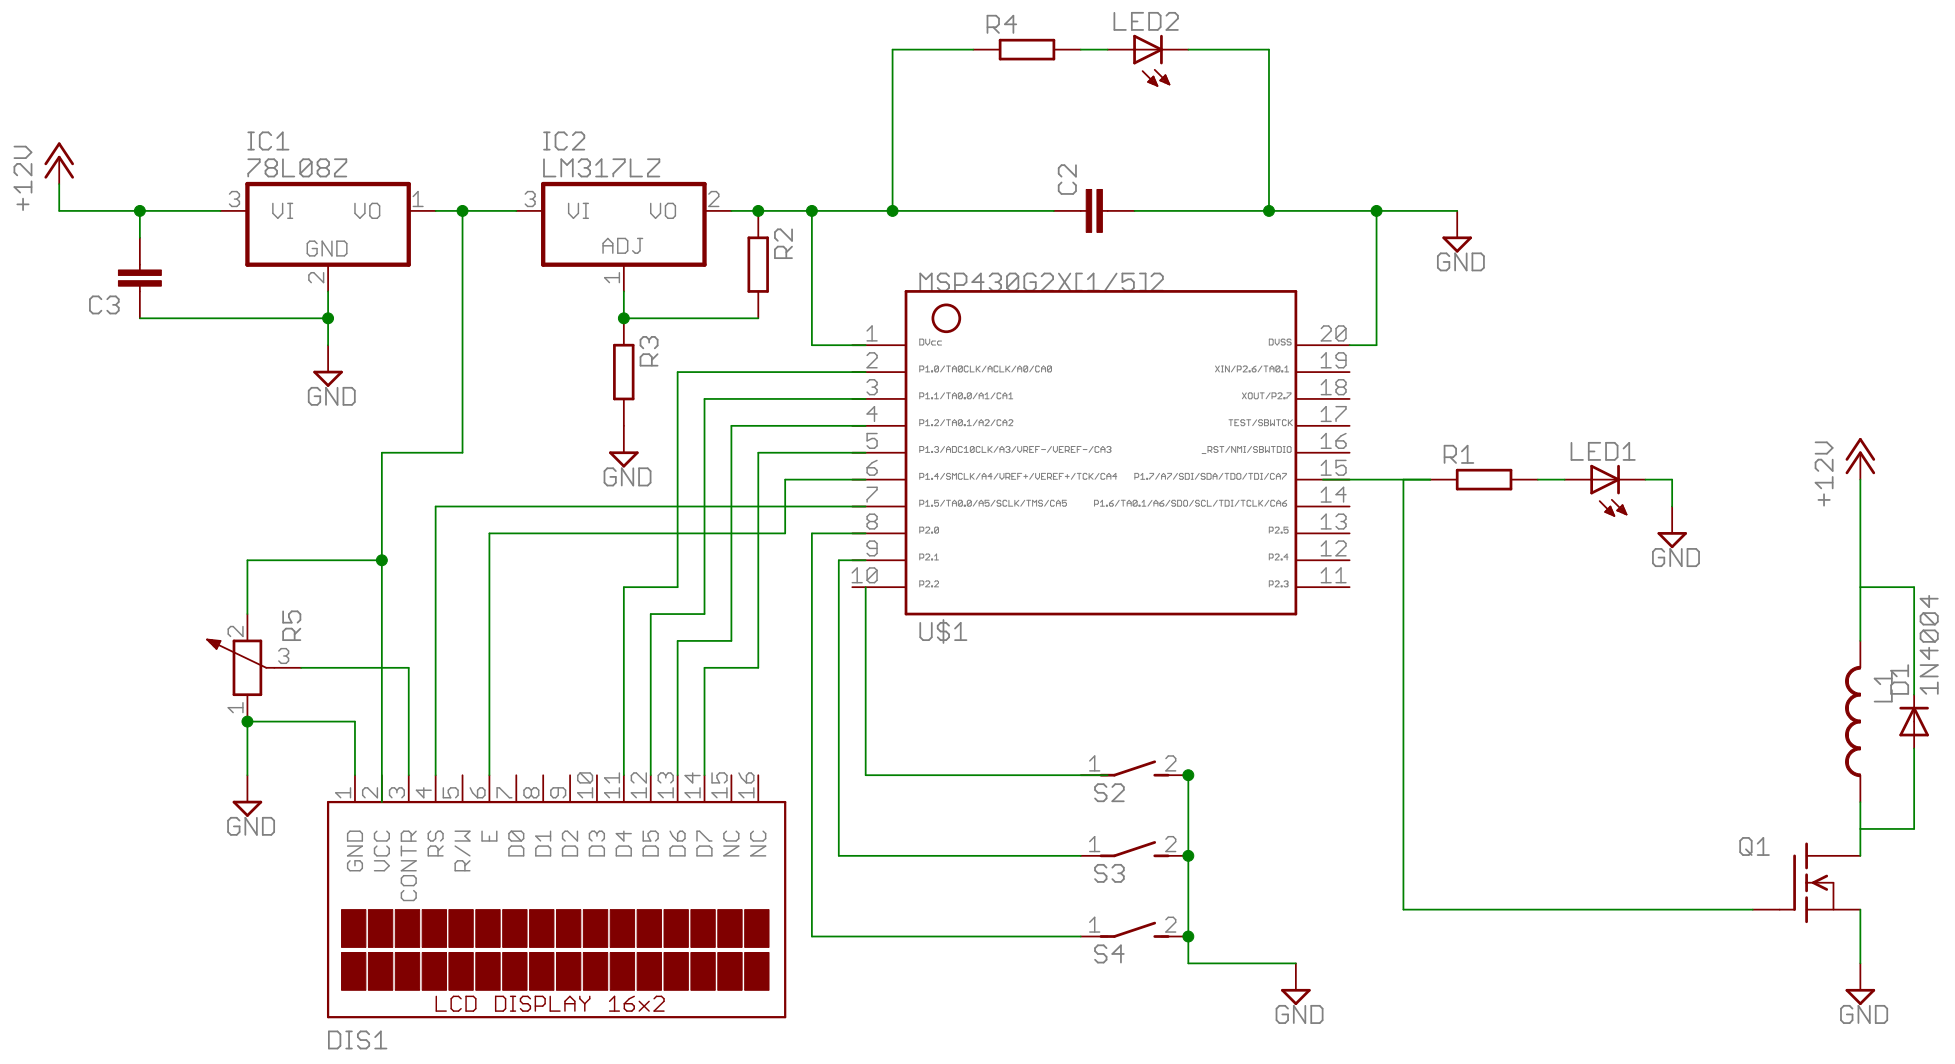 R4
LED2
+12V
IC1
78L08Z
3
VI
VO
1
GND
2
C3
GND
IC2
LM317LZ
3
VI
VO
2
ADJ
1
R2
R3
GND
C2
GND
MSP430G2X[1/5]2
1
DVcc
DVSS
20
2
P1.0/TA0CLK/ACLK/A0/CA0
XIN/P2.6/TA0.1
19
3
P1.1/TA0.0/A1/CA1
XOUT/P2.7
18
4
P1.2/TA0.1/A2/CA2
TEST/SBWTCK
17
5
P1.3/ADC10CLK/A3/VREF-/VEREF-/CA3
_RST/NMI/SBWTDIO
16
6
P1.4/SMCLK/A4/VREF+/VEREF+/TCK/CA4
P1.7/A7/SDI/SDA/TDO/TDI/CA7
15
7
P1.5/TA0.0/A5/SCLK/TMS/CA5
P1.6/TA0.1/A6/SDO/SCL/TDI/TCLK/CA6
14
8
P2.0
P2.5
13
9
P2.1
P2.4
12
10
P2.2
P2.3
11
U$1
R1
LED1
GND
+12V
L1
D1
1N4004
Q1
GND
R5
2
3
1
GND
1
2
S2
1
2
S3
1
2
S4
GND
1
2
3
4
5
6
7
8
9
10
11
12
13
14
15
16
GND
VCC
CONTR
RS
R/W
E
D0
D1
D2
D3
D4
D5
D6
D7
NC
NC
LCD DISPLAY 16x2
DIS1